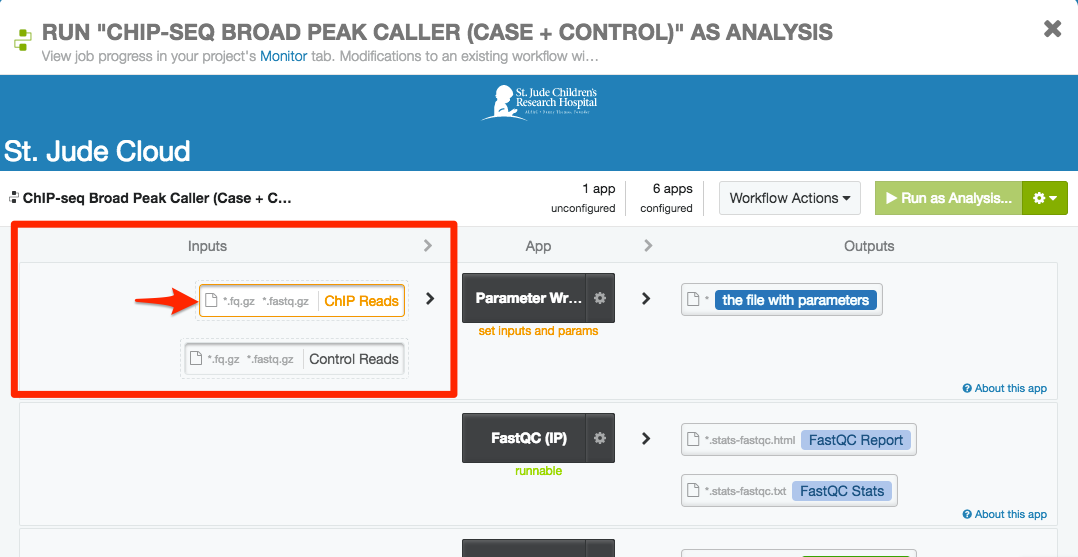 RUN "CHIP-SEQ BROAD PEAK CALLER (CASE + CONTROL)" AS ANALYSIS
View job progress in your project's Monitor tab. Modifications to an existing workflow wi...
St. Jude Children's
Research Hospital
St. Jude Cloud
ChIP-seq Broad Peak Caller (Case + C...
1 app
unconfigured
6 apps
configured
Workflow Actions
Run as Analysis...
Inputs
App
Outputs
*.fq.gz *.fastq.gz ChIP Reads
Parameter Wr...
* the file with parameters
set inputs and params
*.fq.gz *.fastq.gz Control Reads
? About this app
FastQC (IP)
*.stats-fastqc.html FastQC Report
runnable
*.stats-fastqc.txt FastQC Stats
? About this app